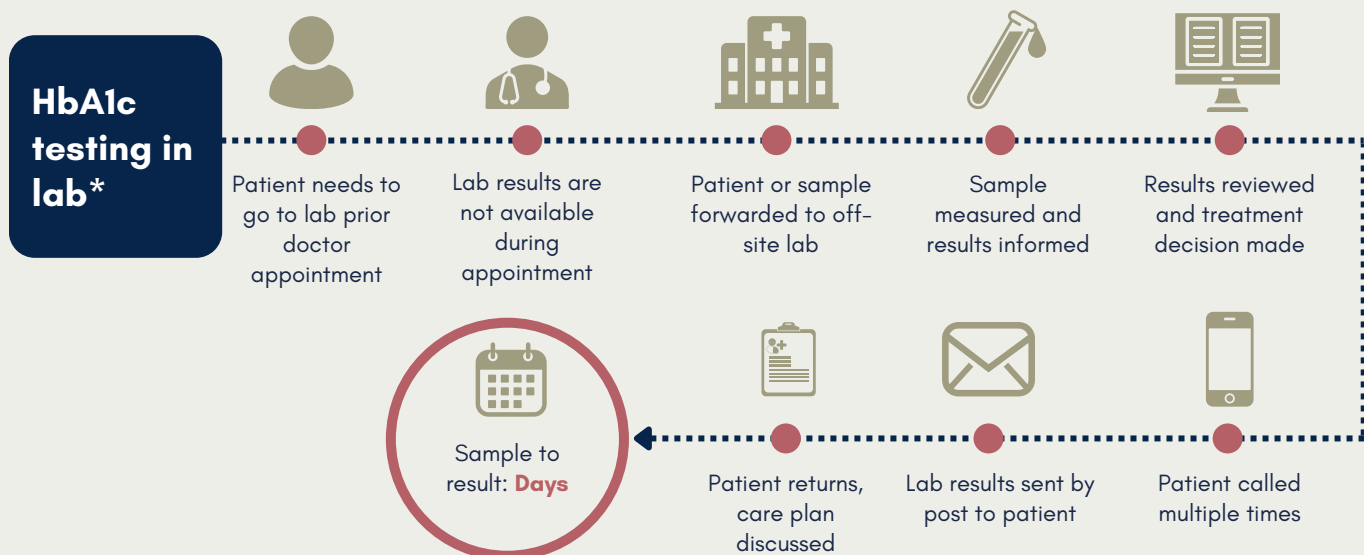 HbA1c
testing in
lab*
Patient needs to
go to lab prior
doctor
appointment
Lab results are
not available
during
appointment
Patient or sample
forwarded to off-
site lab
Sample
measured and
results informed
Results reviewed
and treatment
decision made
Patient called
multiple times
Lab results sent by
post to patient
Patient returns,
care plan
discussed
Sample to
result: Days